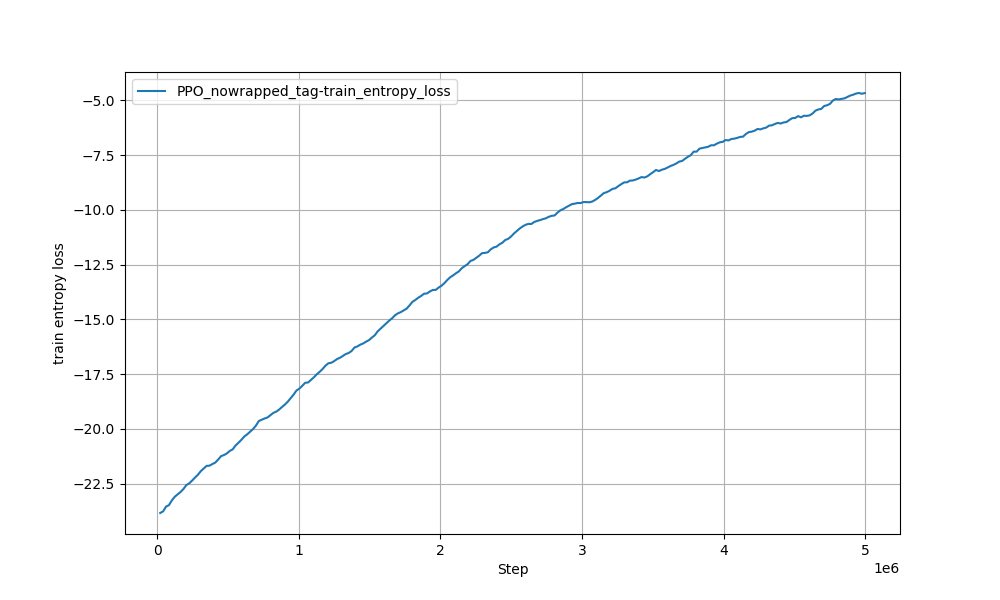 PPO_nowrapped_tag-train_entropy_loss
−5.0
−7.5
−10.0
−12.5
−15.0
−17.5
−20.0
−22.5
train entropy loss
0 1 2 3 4 5
1e6
Step